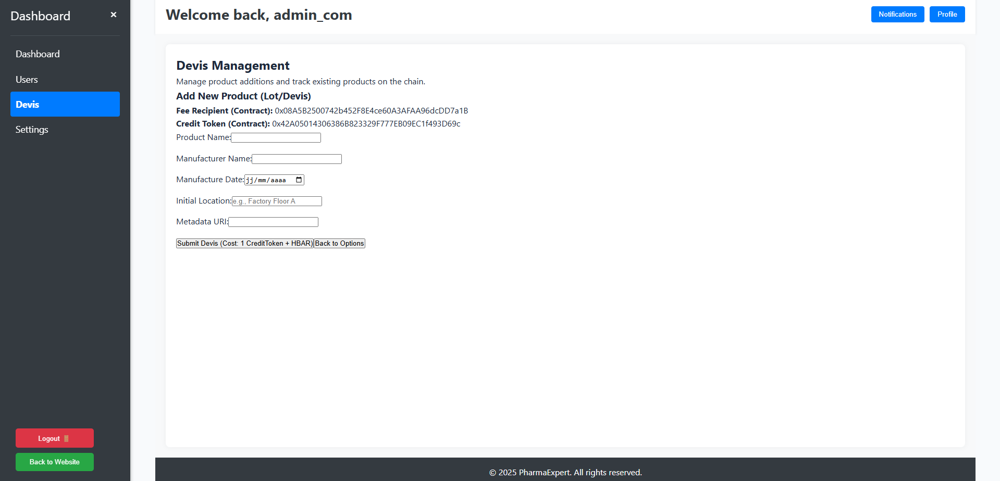 Dashboard ×
Dashboard
Users
Devis
Settings
Logout
Back to Website
Welcome back, admin_com
Notifications Profile
Devis Management
Manage product additions and track existing products on the chain.
Add New Product (Lot/Devis)
Fee Recipient (Contract): 0x08A5B2500742b452F8E4ce60A3AFAA96dcDD7a1B
Credit Token (Contract): 0x42A05014306386B823329F777EB09EC1f493D69c
Product Name:
Manufacturer Name:
Manufacture Date: jj/mm/aaaa
Initial Location: e.g., Factory Floor A
Metadata URI:
Submit Devis (Cost: 1 CreditToken + HBAR) Back to Options
© 2025 PharmaExpert. All rights reserved.